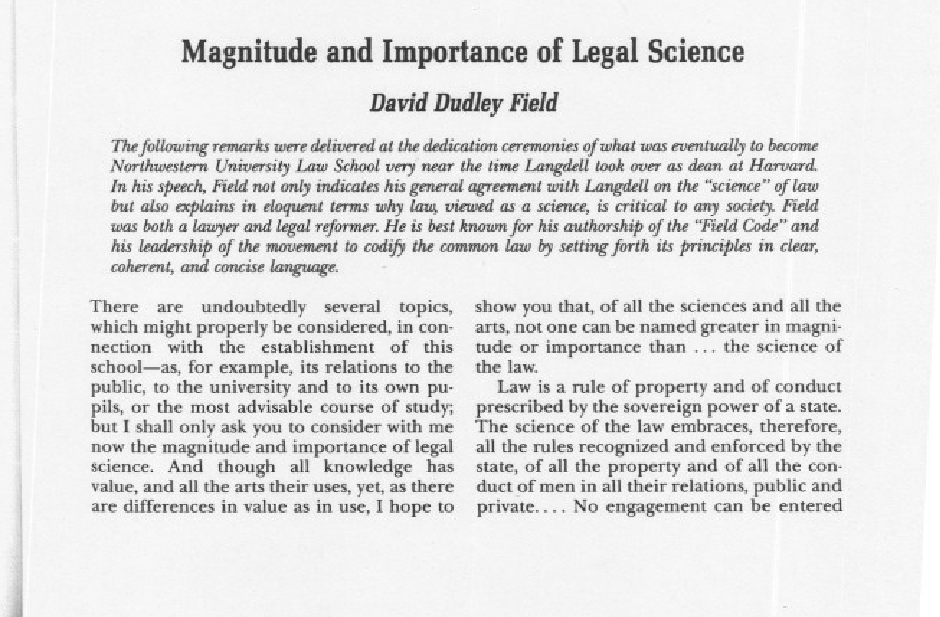 Magnitude and Importance of Legal Science
David Dudley Field
The following remarks were delivered at the dedication ceremonies of what was eventually to become
Northwestern University Law School very near the time Langdell took over as dean at Harvard.
In his speech, Field not only indicates his general agreement with Langdell on the “science” of law
but also explains in eloquent terms why law, viewed as a science, is critical to any society. Field
was both a lawyer and legal reformer. He is best known for his authorship of the “Field Code” and
his leadership of the movement to codify the common law by setting forth its principles in clear,
coherent, and concise language.
There are undoubtedly several topics,
which might properly be considered, in con-
nection with the establishment of this
school—as, for example, its relations to the
public, to the university and to its own pu-
pils, or the most advisable course of study;
but I shall only ask you to consider with me
now the magnitude and importance of legal
science. And though all knowledge has
value, and all the arts their uses, yet, as there
are differences in value as in use, I hope to
show you that, of all the sciences and all the
arts, not one can be named greater in magni-
tude or importance than ... the science of
the law.
Law is a rule of property and of conduct
prescribed by the sovereign power of a state.
The science of the law embraces, therefore,
all the rules recognized and enforced by the
state, of all the property and of all the con-
duct of men in all their relations, public and
private.... No engagement can be entered